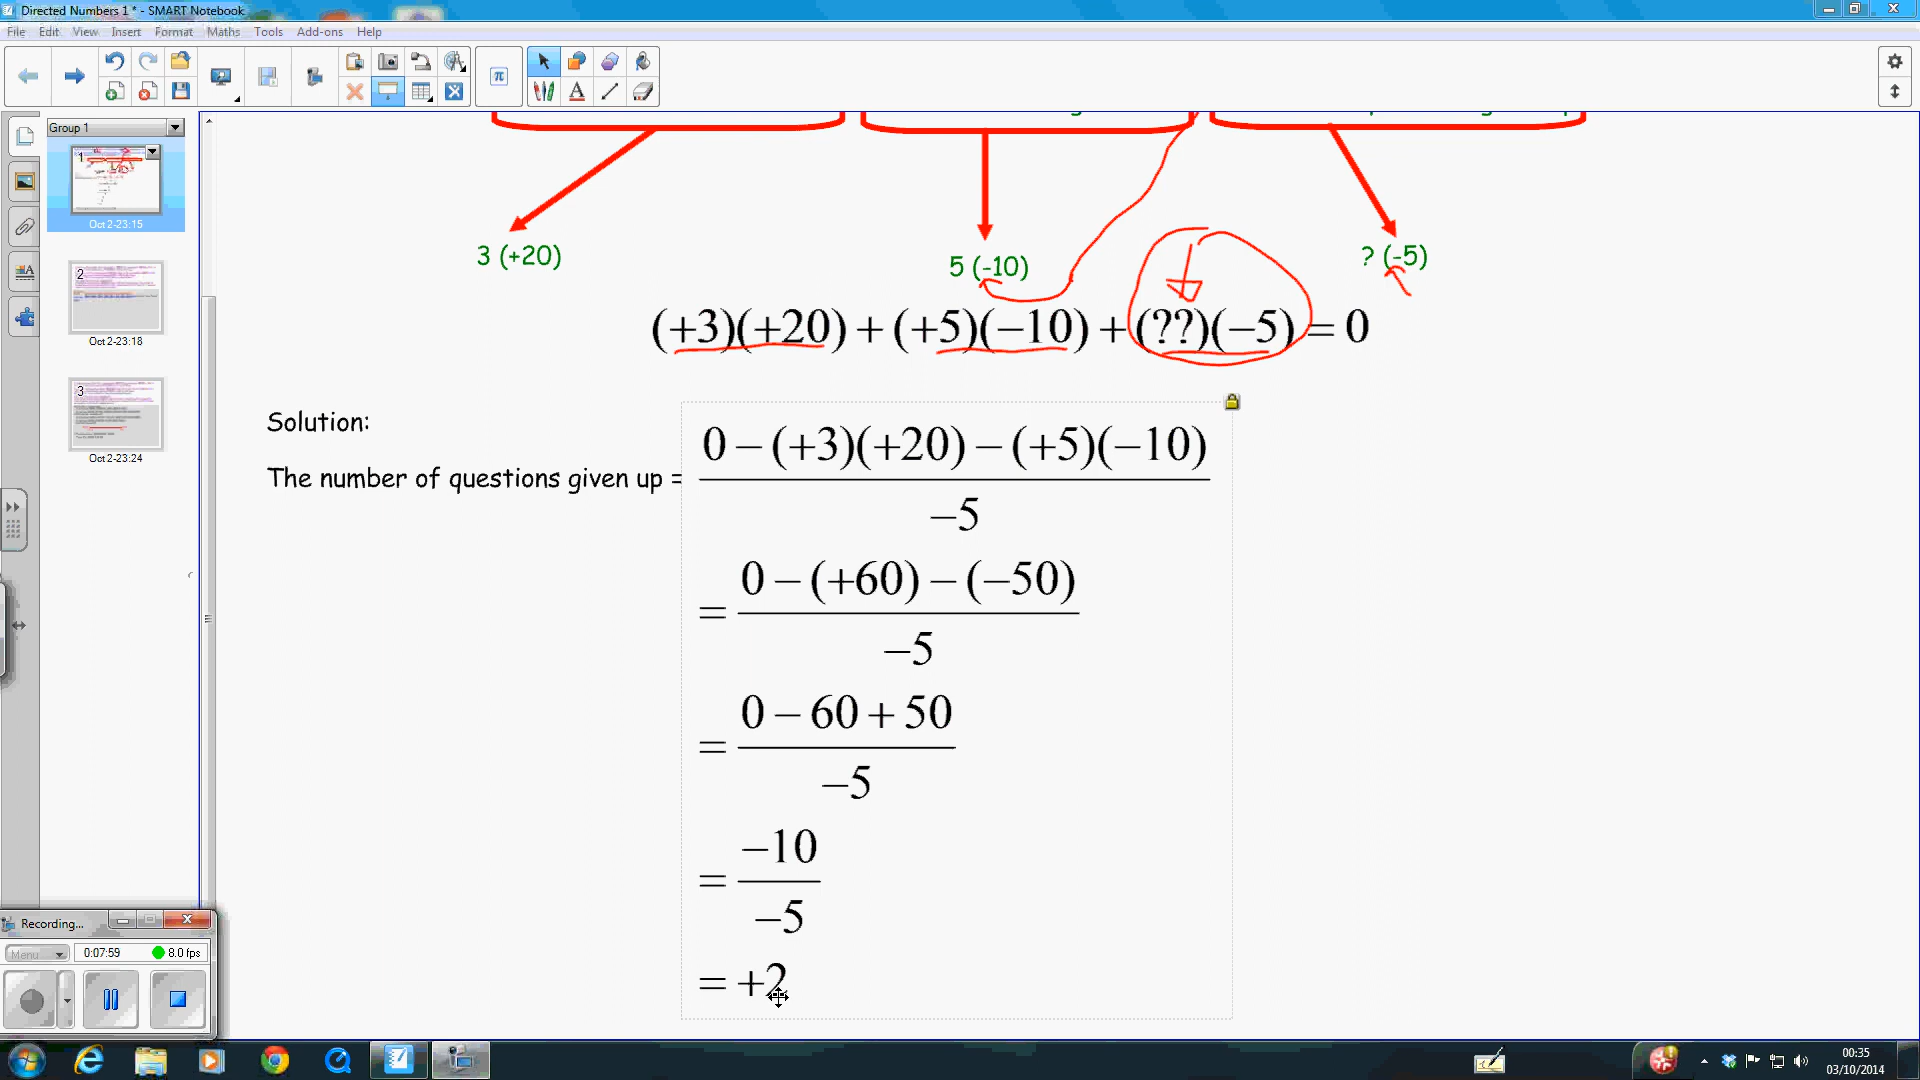 Directed Numbers 1 * - SMART Notebook
File Edit View Insert Format Maths Tools Add-ons Help
π
A
Group 1
1
Oct 2-23:15
2
Oct 2-23:18
3
Oct 2-23:24
3 (+20)
5 (-10)
? (-5)
(+3)(+20) + (+5)(−10) + (??)(−5) = 0
Solution:
The number of questions given up =
0 − (+3)(+20) − (+5)(−10)
−5
= 0 − (+60) − (−50)
−5
= 0 − 60 + 50
−5
= −10
−5
= +2
Recording...
Menu 0:07:59 8.0 fps
00:35
03/10/2014